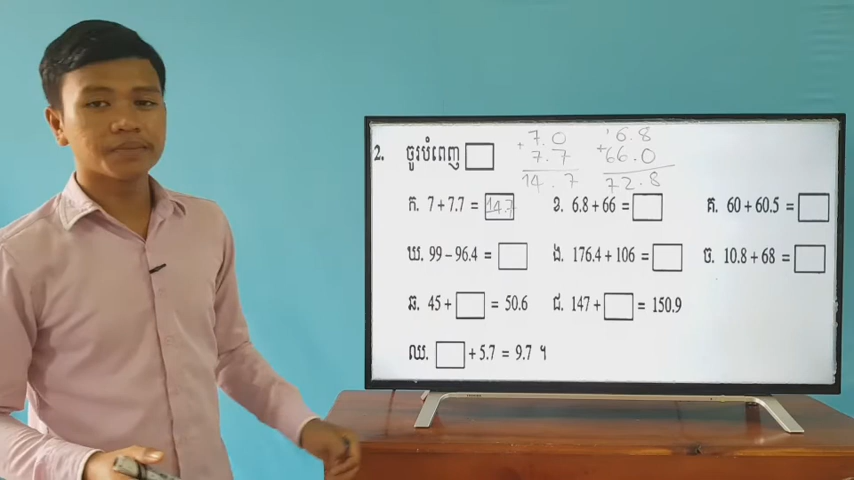 7.0 6.8
+ 7.7 + 66.0
14.7 72.8
2. ចូរបំពេញ
ក. 7 + 7.7 = 14.7 ខ. 6.8 + 66 = គ. 60 + 60.5 =
ឃ. 99 – 96.4 = ង. 176.4 + 106 = ច. 10.8 + 68 =
ឆ. 45 + = 50.6 ជ. 147 + = 150.9
ឈ. + 5.7 = 9.7 ។